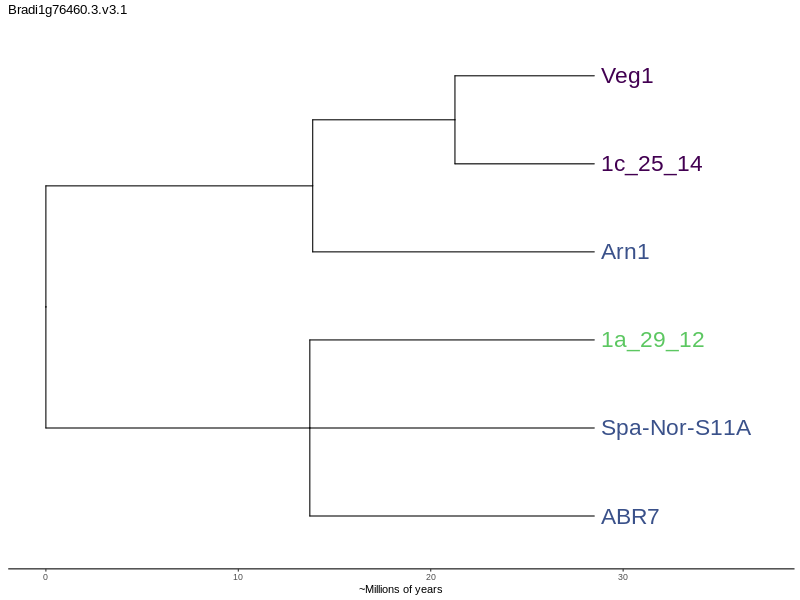 Bradi1g76460.3.v3.1
Veg1
1c_25_14
Arn1
1a_29_12
Spa-Nor-S11A
ABR7
0 10 20 30
~Millions of years